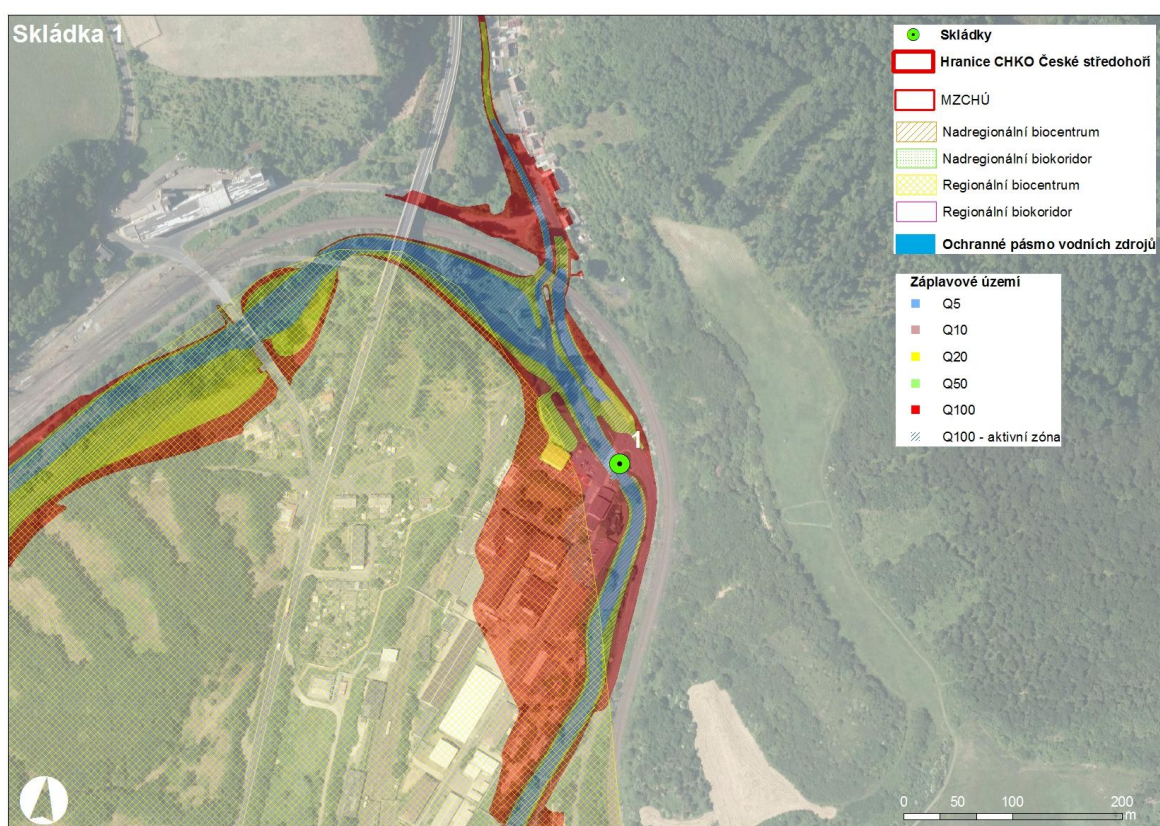 Skládka 1
Skládky
Hranice CHKO České středohoří
MZCHÚ
Nadregionální biocentrum
Nadregionální biokoridor
Regionální biocentrum
Regionální biokoridor
Ochranné pásmo vodních zdrojů
Záplavové území
Q5
Q10
Q20
Q50
Q100
Q100 - aktivní zóna
1
0 50 100 200
m